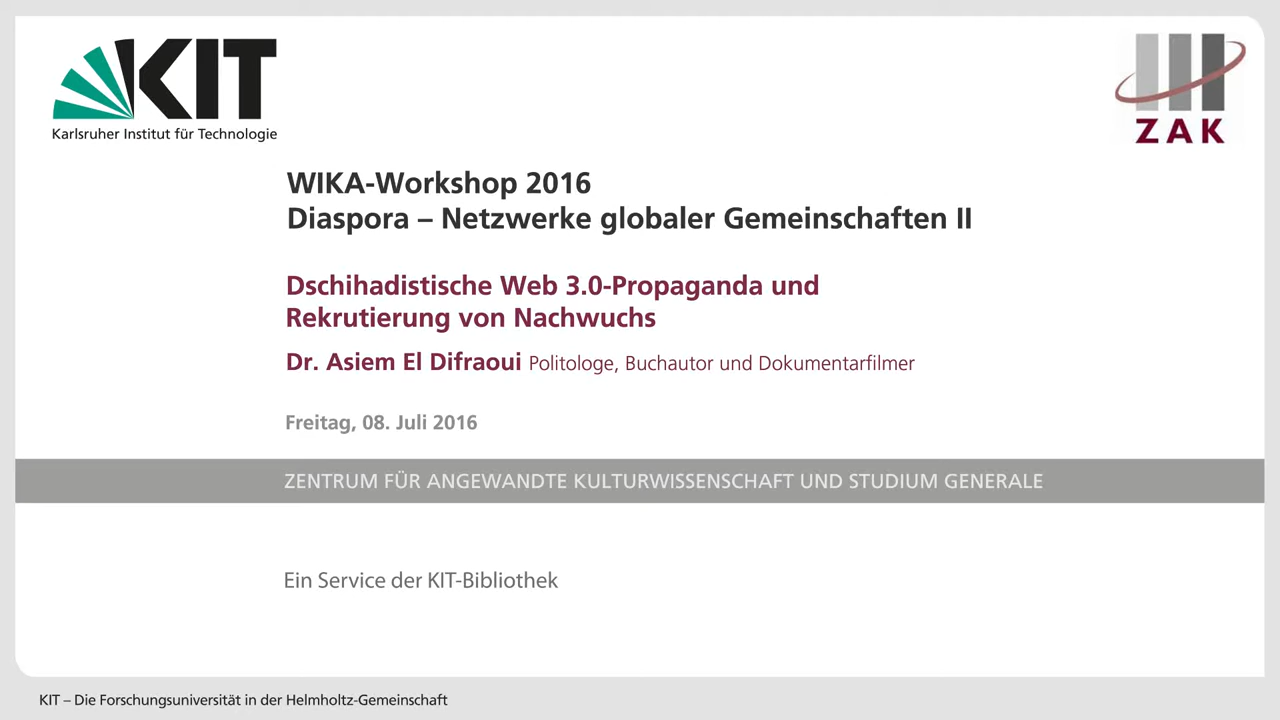 KIT
Karlsruher Institut für Technologie
ZAK
WIKA-Workshop 2016
Diaspora – Netzwerke globaler Gemeinschaften II
Dschihadistische Web 3.0-Propaganda und
Rekrutierung von Nachwuchs
Dr. Asiem El Difraoui Politologe, Buchautor und Dokumentarfilmer
Freitag, 08. Juli 2016
ZENTRUM FÜR ANGEWANDTE KULTURWISSENSCHAFT UND STUDIUM GENERALE
Ein Service der KIT-Bibliothek
KIT – Die Forschungsuniversität in der Helmholtz-Gemeinschaft